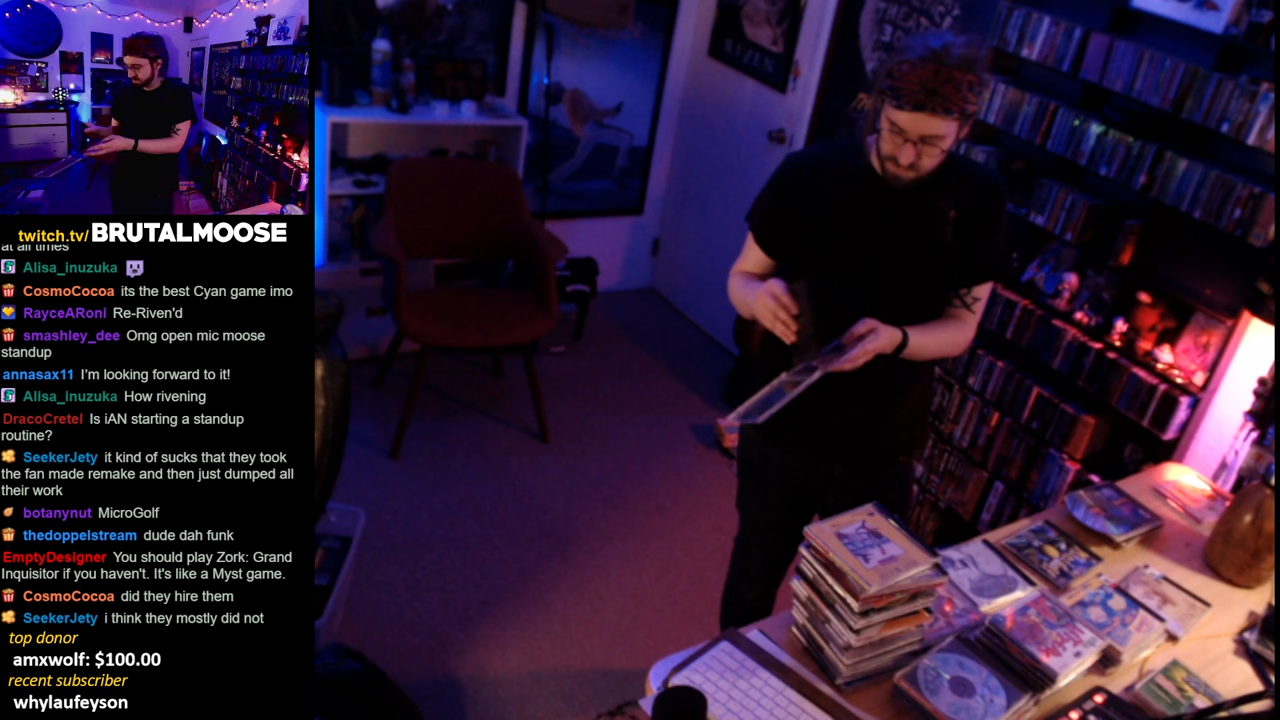 twitch.tv/BRUTALMOOSE
at all times
Alisa_inuzuka
CosmoCocoa its the best Cyan game imo
RayceARoni Re-Riven'd
smashley_dee Omg open mic moose
standup
annasax11 I'm looking forward to it!
Alisa_inuzuka How rivening
DracoCretel Is iAN starting a standup
routine?
SeekerJety it kind of sucks that they took
the fan made remake and then just dumped all
their work
botanynut MicroGolf
thedoppelstream dude dah funk
EmptyDesigner You should play Zork: Grand
Inquisitor if you haven't. It's like a Myst game.
CosmoCocoa did they hire them
SeekerJety i think they mostly did not
top donor
amxwolf: $100.00
recent subscriber
whylaufeyson